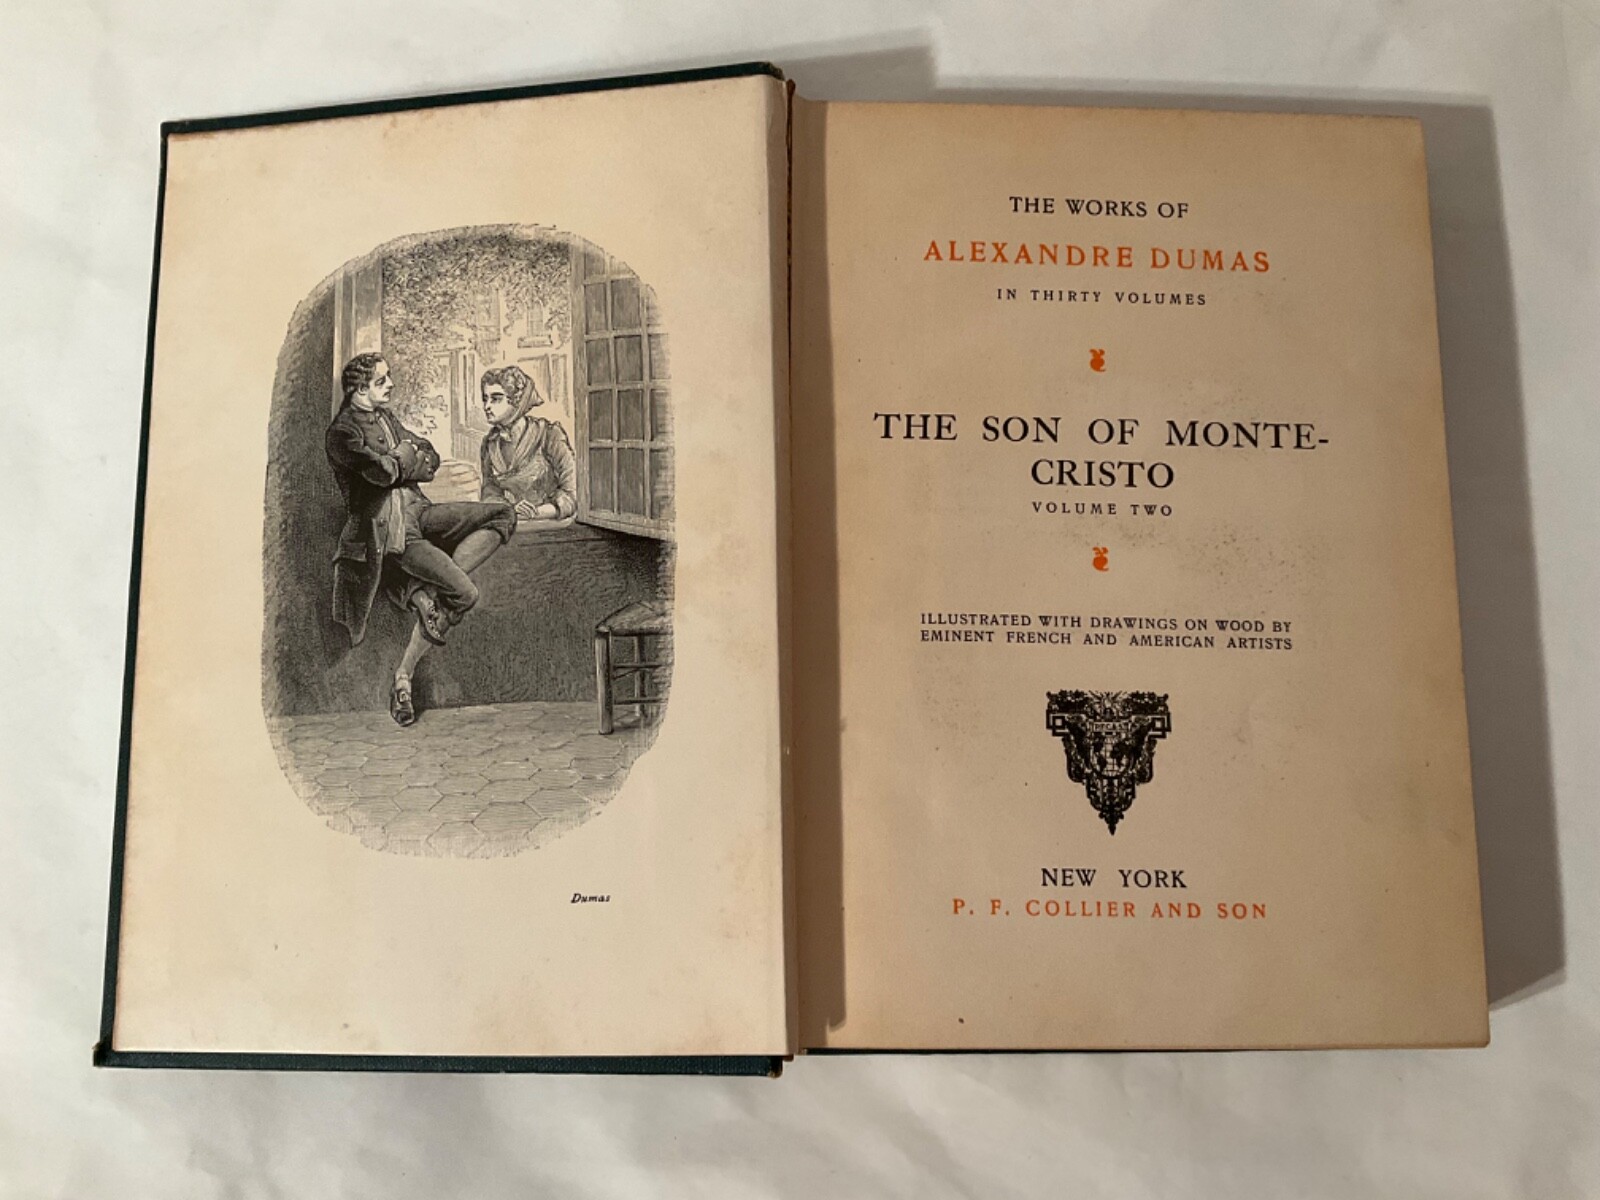 Dumas
THE WORKS OF
ALEXANDRE DUMAS
IN THIRTY VOLUMES
THE SON OF MONTE-
CRISTO
VOLUME TWO
ILLUSTRATED WITH DRAWINGS ON WOOD BY
EMINENT FRENCH AND AMERICAN ARTISTS
NEW YORK
P. F. COLLIER AND SON